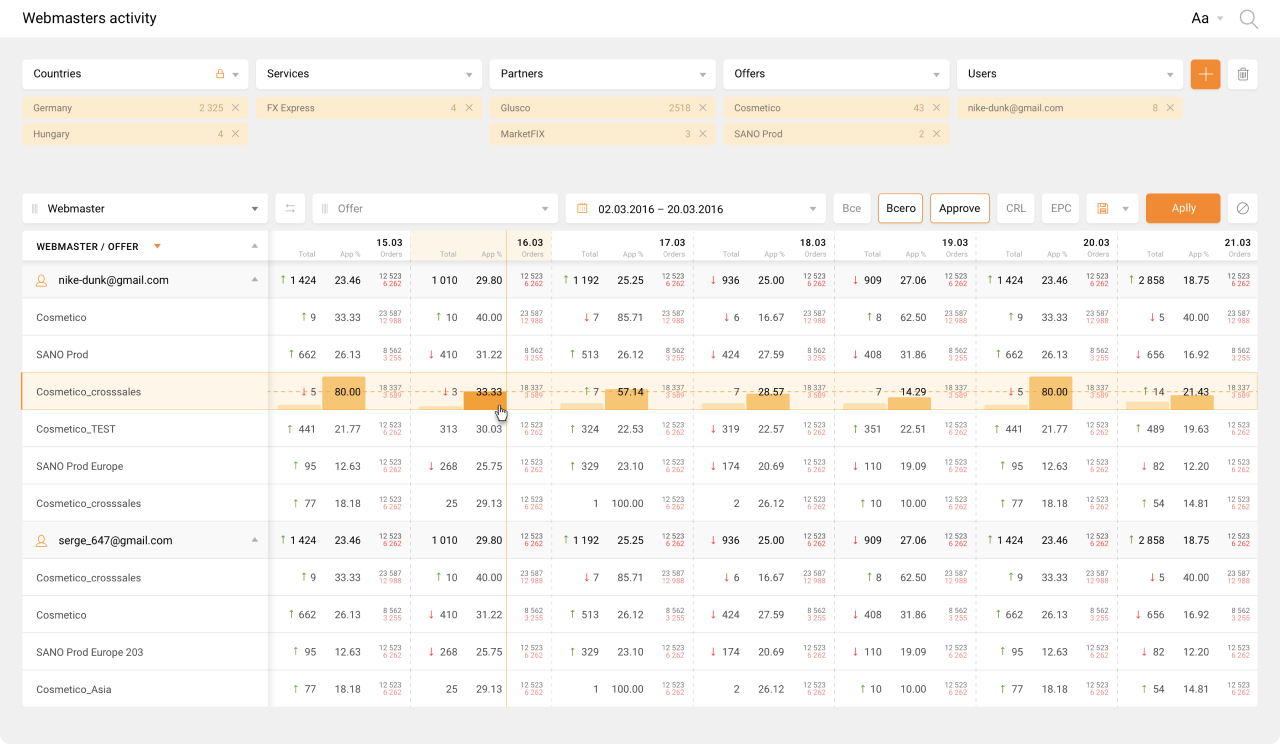 Webmasters activity
Aa
Countries Services Partners Offers Users
Germany 2 325 FX Express 4 Glusco 2518 Cosmetico 43 nike-dunk@gmail.com 8
Hungary 4 MarketFIX 3 SANO Prod 2
Webmaster Offer 02.03.2016 – 20.03.2016 Все Всего Approve CRL EPC Aplly
WEBMASTER / OFFER 15.03 16.03 17.03 18.03 19.03 20.03 21.03
Total App % Orders Total App % Orders Total App % Orders Total App % Orders Total App % Orders Total App % Orders Total App % Orders
nike-dunk@gmail.com ↑ 1 424 23.46 12 523 6 262 1 010 29.80 12 523 6 262 ↑ 1 192 25.25 12 523 6 262 ↓ 936 25.00 12 523 6 262 ↓ 909 27.06 12 523 6 262 ↑ 1 424 23.46 12 523 6 262 ↑ 2 858 18.75 12 523 6 262
Cosmetico ↑ 9 33.33 23 587 12 988 ↑ 10 40.00 23 587 12 988 ↓ 7 85.71 23 587 12 988 ↓ 6 16.67 23 587 12 988 ↑ 8 62.50 23 587 12 988 ↑ 9 33.33 23 587 12 988 ↓ 5 40.00 23 587 12 988
SANO Prod ↑ 662 26.13 8 562 3 255 ↓ 410 31.22 8 562 3 255 ↑ 513 26.12 8 562 3 255 ↓ 424 27.59 8 562 3 255 ↓ 408 31.86 8 562 3 255 ↑ 662 26.13 8 562 3 255 ↓ 656 16.92 8 562 3 255
Cosmetico_crosssales ↓ 5 80.00 18 337 3 589 ↓ 3 33.33 18 337 3 589 ↑ 7 57.14 18 337 3 589 7 28.57 18 337 3 589 7 14.29 18 337 3 589 ↓ 5 80.00 18 337 3 589 ↑ 14 21.43 18 337 3 589
Cosmetico_TEST ↑ 441 21.77 12 523 6 262 313 30.03 12 523 6 262 ↑ 324 22.53 12 523 6 262 ↓ 319 22.57 12 523 6 262 ↑ 351 22.51 12 523 6 262 ↑ 441 21.77 12 523 6 262 ↑ 489 19.63 12 523 6 262
SANO Prod Europe ↑ 95 12.63 12 523 6 262 ↓ 268 25.75 12 523 6 262 ↑ 329 23.10 12 523 6 262 ↓ 174 20.69 12 523 6 262 ↓ 110 19.09 12 523 6 262 ↑ 95 12.63 12 523 6 262 ↓ 82 12.20 12 523 6 262
Cosmetico_crosssales ↑ 77 18.18 12 523 6 262 25 29.13 12 523 6 262 1 100.00 12 523 6 262 2 26.12 12 523 6 262 ↑ 10 10.00 12 523 6 262 ↑ 77 18.18 12 523 6 262 ↑ 54 14.81 12 523 6 262
serge_647@gmail.com ↑ 1 424 23.46 12 523 6 262 1 010 29.80 12 523 6 262 ↑ 1 192 25.25 12 523 6 262 ↓ 936 25.00 12 523 6 262 ↓ 909 27.06 12 523 6 262 ↑ 1 424 23.46 12 523 6 262 ↑ 2 858 18.75 12 523 6 262
Cosmetico_crosssales ↑ 9 33.33 23 587 12 988 ↑ 10 40.00 23 587 12 988 ↓ 7 85.71 23 587 12 988 ↓ 6 16.67 23 587 12 988 ↑ 8 62.50 23 587 12 988 ↑ 9 33.33 23 587 12 988 ↓ 5 40.00 23 587 12 988
Cosmetico ↑ 662 26.13 8 562 3 255 ↓ 410 31.22 8 562 3 255 ↑ 513 26.12 8 562 3 255 ↓ 424 27.59 8 562 3 255 ↓ 408 31.86 8 562 3 255 ↑ 662 26.13 8 562 3 255 ↓ 656 16.92 8 562 3 255
SANO Prod Europe 203 ↑ 95 12.63 12 523 6 262 ↓ 268 25.75 12 523 6 262 ↑ 329 23.10 12 523 6 262 ↓ 174 20.69 12 523 6 262 ↓ 110 19.09 12 523 6 262 ↑ 95 12.63 12 523 6 262 ↓ 82 12.20 12 523 6 262
Cosmetico_Asia ↑ 77 18.18 12 523 6 262 25 29.13 12 523 6 262 1 100.00 12 523 6 262 2 26.12 12 523 6 262 ↑ 10 10.00 12 523 6 262 ↑ 77 18.18 12 523 6 262 ↑ 54 14.81 12 523 6 262